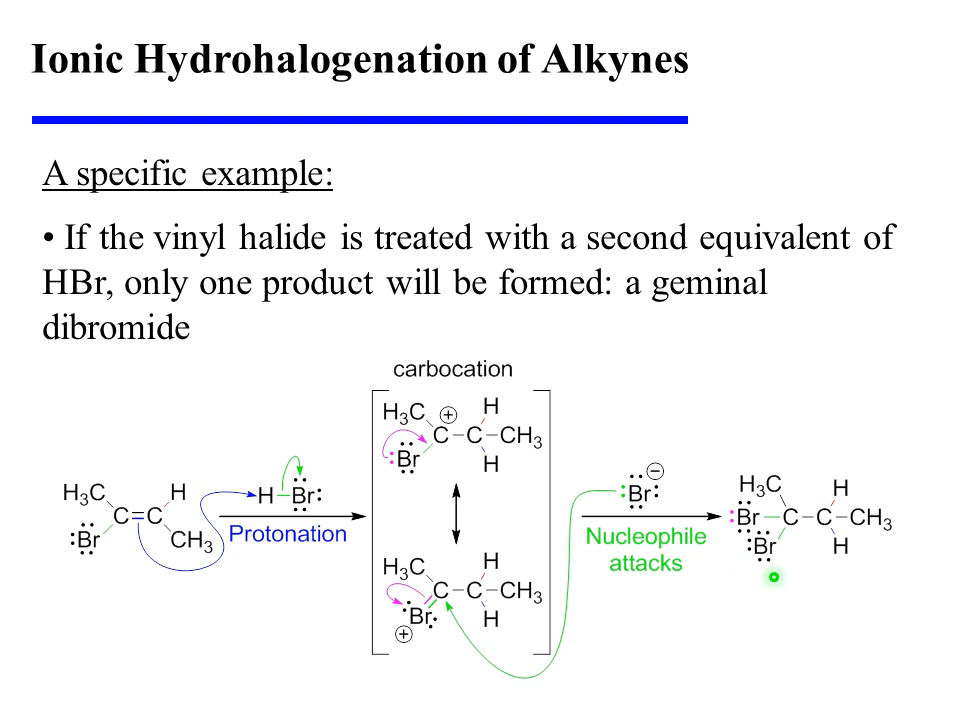 Ionic Hydrohalogenation of Alkynes
A specific example:
• If the vinyl halide is treated with a second equivalent of
HBr, only one product will be formed: a geminal
dibromide
carbocation
H₃C + H
C – C – CH₃
Br H
H₃C H
C = C
Br CH₃
H – Br
Protonation
H₃C H
C – C – CH₃
Br H
+
Br −
Nucleophile
attacks
H₃C H
Br – C – C – CH₃
Br H